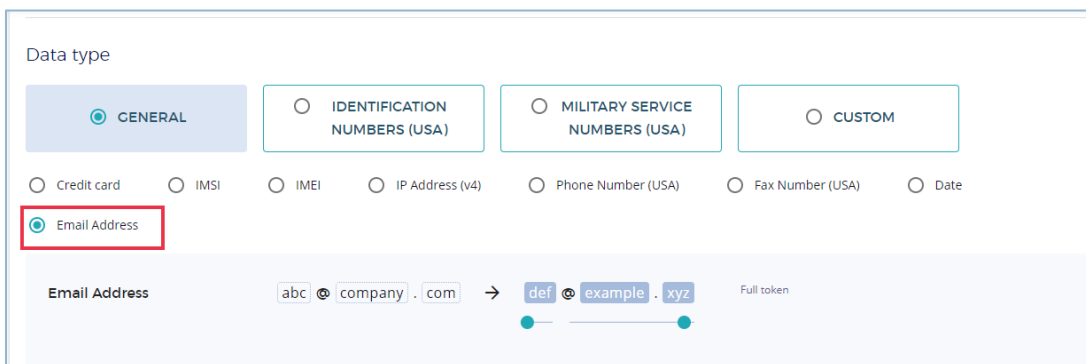 Data type
GENERAL
IDENTIFICATION
NUMBERS (USA)
MILITARY SERVICE
NUMBERS (USA)
CUSTOM
Credit card IMSI IMEI IP Address (v4) Phone Number (USA) Fax Number (USA) Date
Email Address
Email Address abc @ company . com → def @ example . xyz Full token